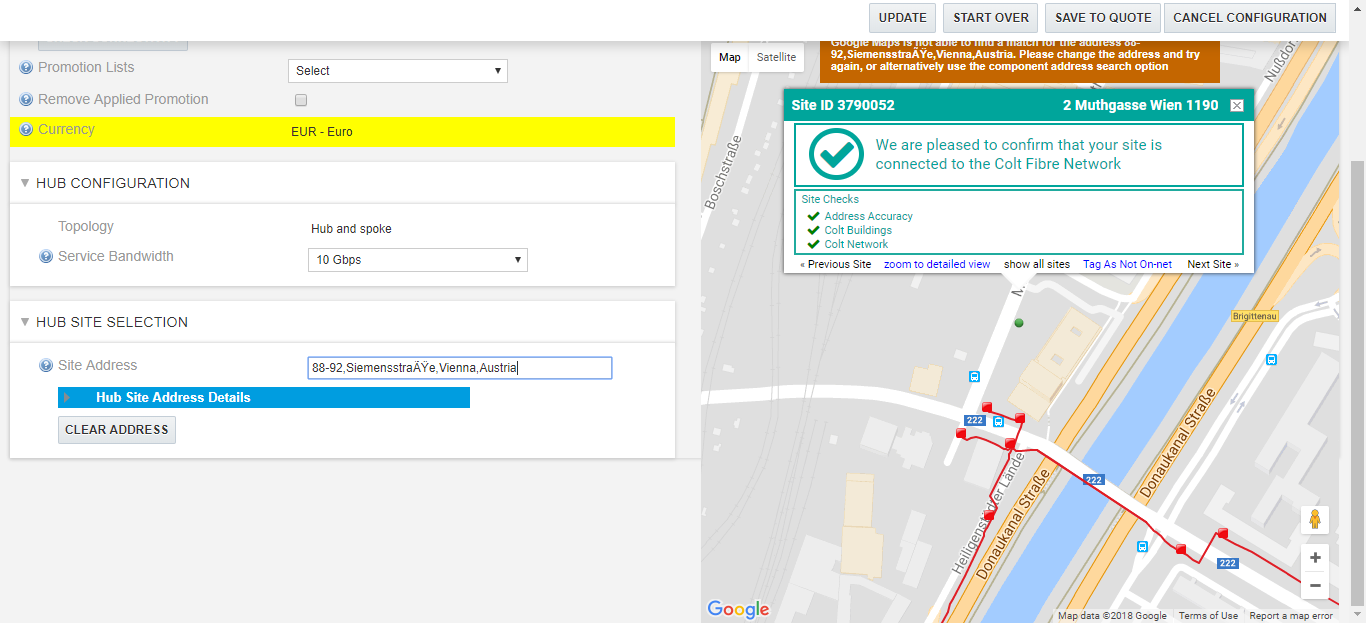 UPDATE
START OVER
SAVE TO QUOTE
CANCEL CONFIGURATION
Promotion Lists
Select
Remove Applied Promotion
Currency
EUR - Euro
HUB CONFIGURATION
Topology
Hub and spoke
Service Bandwidth
10 Gbps
HUB SITE SELECTION
Site Address
88-92,SiemensstraÃŸe,Vienna,Austria
Hub Site Address Details
CLEAR ADDRESS
Map
Satellite
Google Maps is not able to find a match for the address 88-
92,SiemensstraÃŸe,Vienna,Austria. Please change the address and try
again, or alternatively use the component address search option
Site ID 3790052
2 Muthgasse Wien 1190
We are pleased to confirm that your site is
connected to the Colt Fibre Network
Site Checks
Address Accuracy
Colt Buildings
Colt Network
« Previous Site
zoom to detailed view
show all sites
Tag As Not On-net
Next Site »
Boschstraße
Nußdor
Brigittenau
222
222
222
Heiligenstädter Lände
Donaukanal Straße
Donaukanal Straße
Google
Map data ©2018 Google
Terms of Use
Report a map error